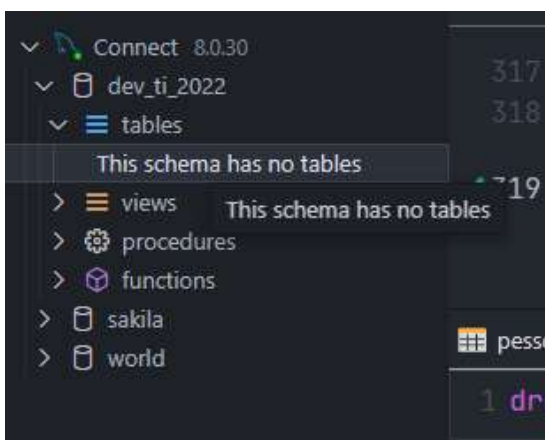 Connect 8.0.30
dev_ti_2022
tables
This schema has no tables
views
This schema has no tables
procedures
functions
sakila
world
317
318
719
pess
1 dr